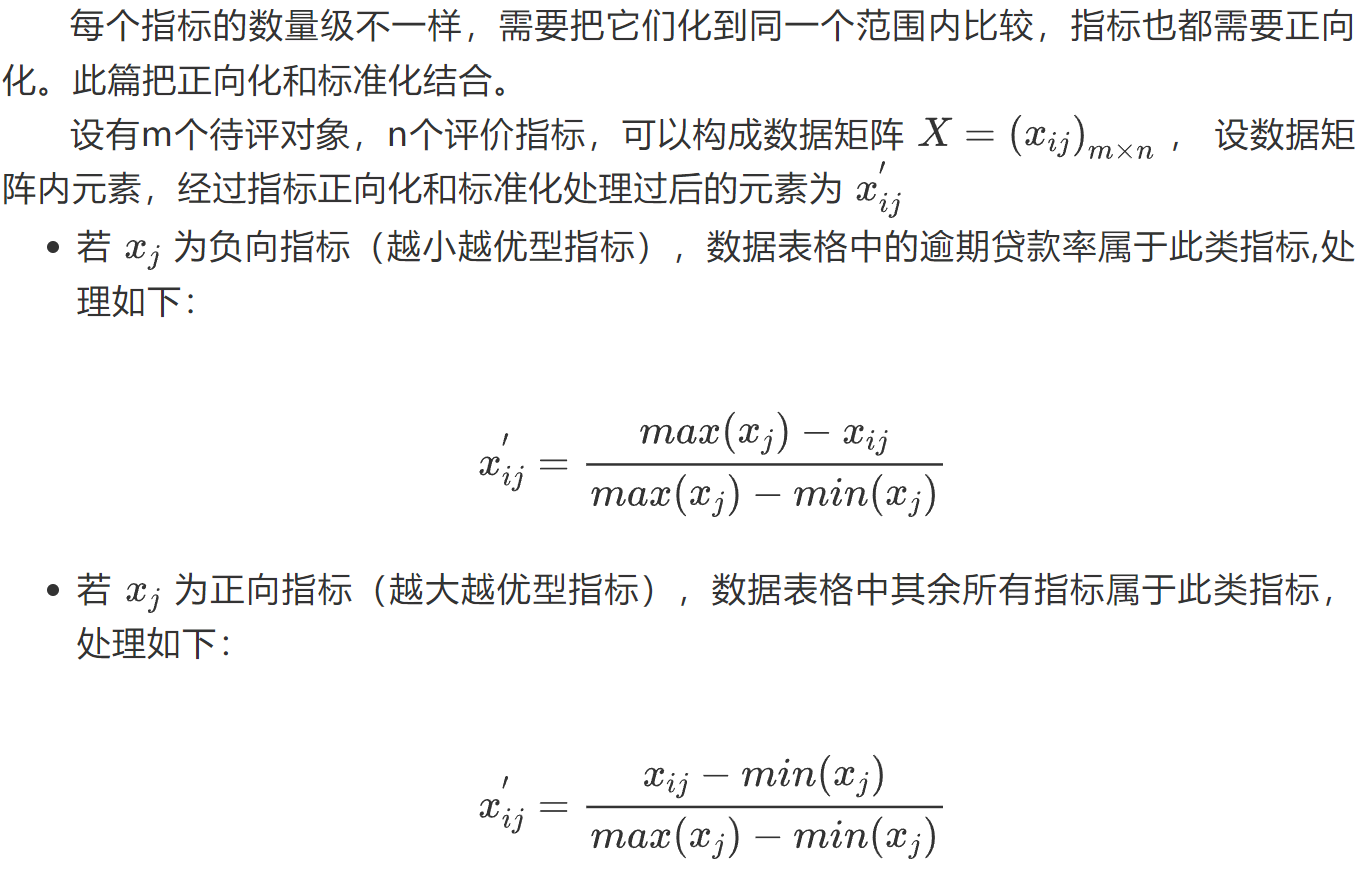 每个指标的数量级不一样，需要把它们化到同一个范围内比较，指标也都需要正向
化。此篇把正向化和标准化结合。
设有m个待评对象，n个评价指标，可以构成数据矩阵 $X = (x_{ij})_{m \times n}$ ， 设数据矩
阵内元素，经过指标正向化和标准化处理过后的元素为 $x_{ij}^{'}$
• 若 $x_j$ 为负向指标（越小越优型指标），数据表格中的逾期贷款率属于此类指标,处
理如下：
$x_{ij}^{'} = \frac{max(x_j) - x_{ij}}{max(x_j) - min(x_j)}$
• 若 $x_j$ 为正向指标（越大越优型指标），数据表格中其余所有指标属于此类指标，
处理如下：
$x_{ij}^{'} = \frac{x_{ij} - min(x_j)}{max(x_j) - min(x_j)}$